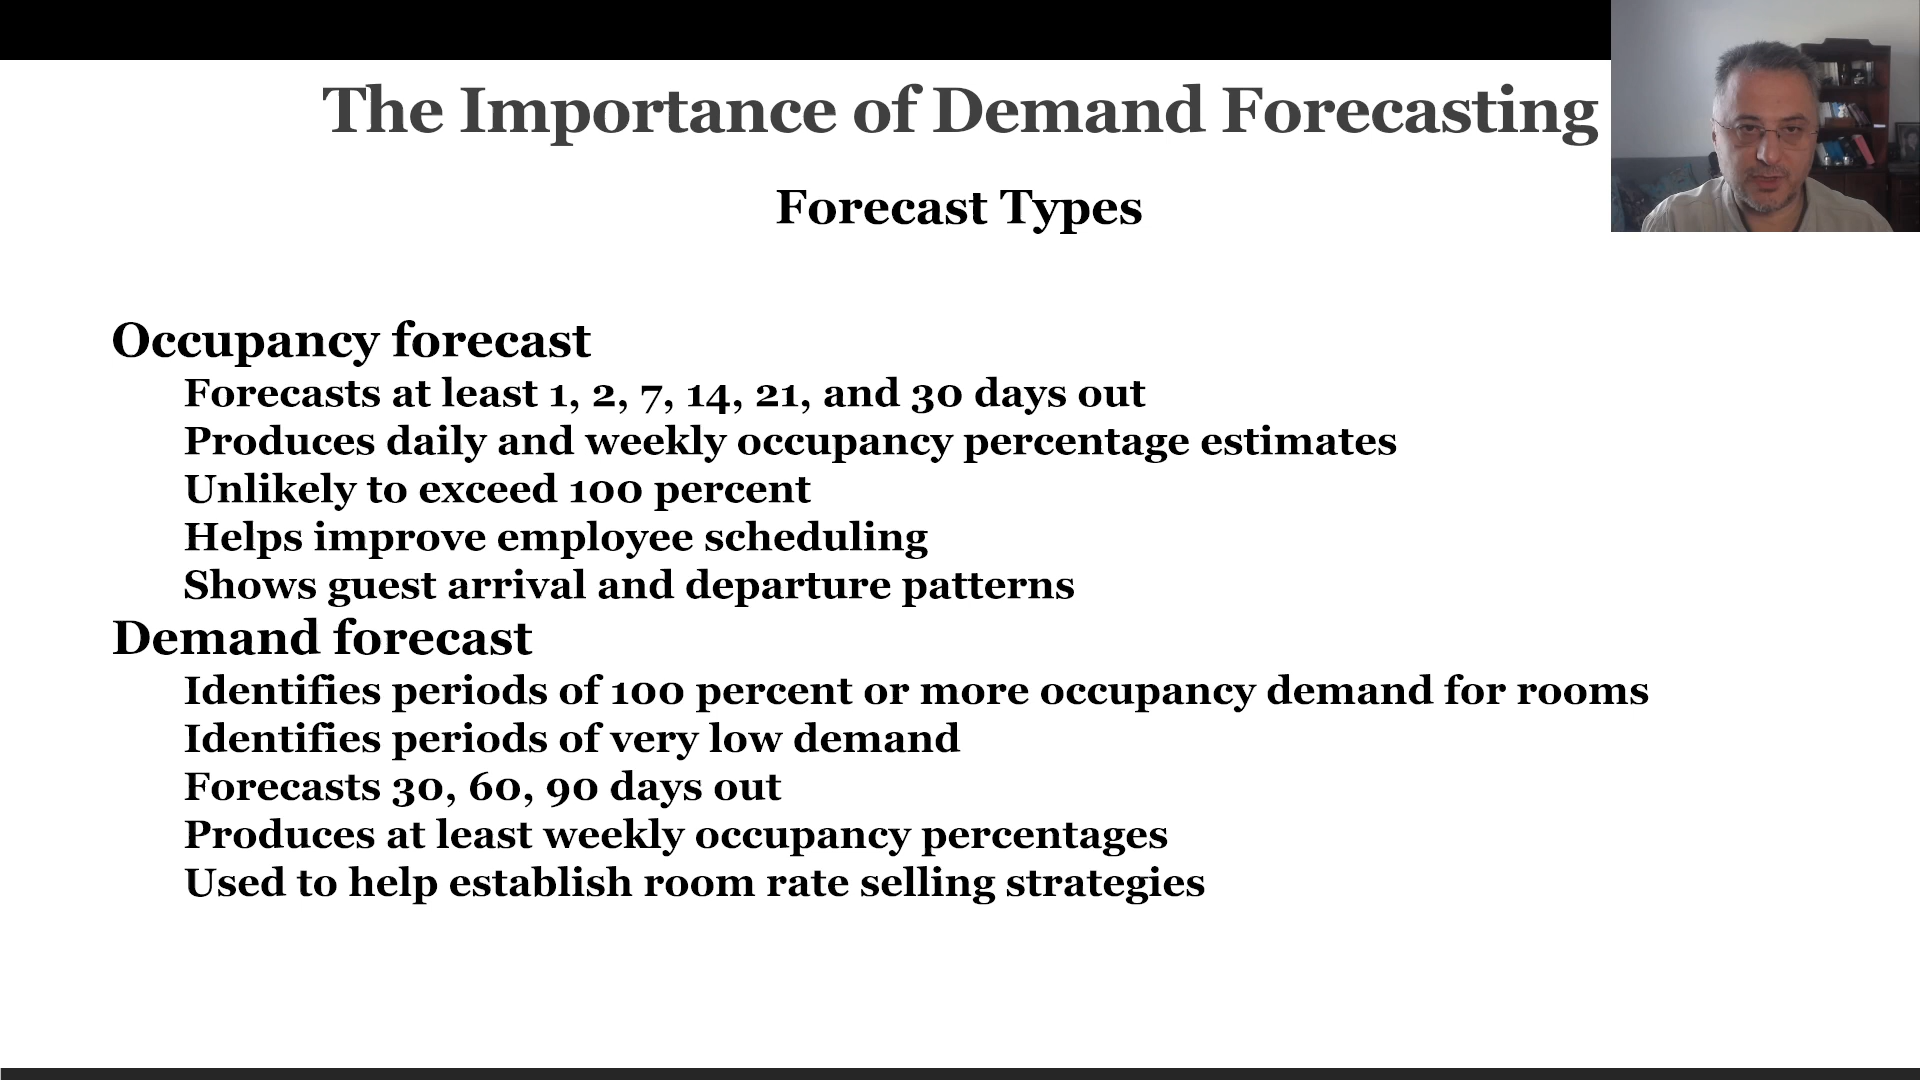 The Importance of Demand Forecasting
Forecast Types
Occupancy forecast
Forecasts at least 1, 2, 7, 14, 21, and 30 days out
Produces daily and weekly occupancy percentage estimates
Unlikely to exceed 100 percent
Helps improve employee scheduling
Shows guest arrival and departure patterns
Demand forecast
Identifies periods of 100 percent or more occupancy demand for rooms
Identifies periods of very low demand
Forecasts 30, 60, 90 days out
Produces at least weekly occupancy percentages
Used to help establish room rate selling strategies